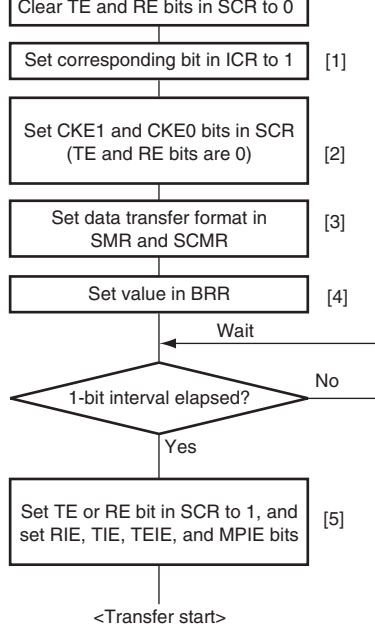 Clear TE and RE bits in SCR to 0
Set corresponding bit in ICR to 1
[1]
Set CKE1 and CKE0 bits in SCR
(TE and RE bits are 0)
[2]
Set data transfer format in
SMR and SCMR
[3]
Set value in BRR
[4]
Wait
1-bit interval elapsed?
No
Yes
Set TE or RE bit in SCR to 1, and
set RIE, TIE, TEIE, and MPIE bits
[5]
<Transfer start>